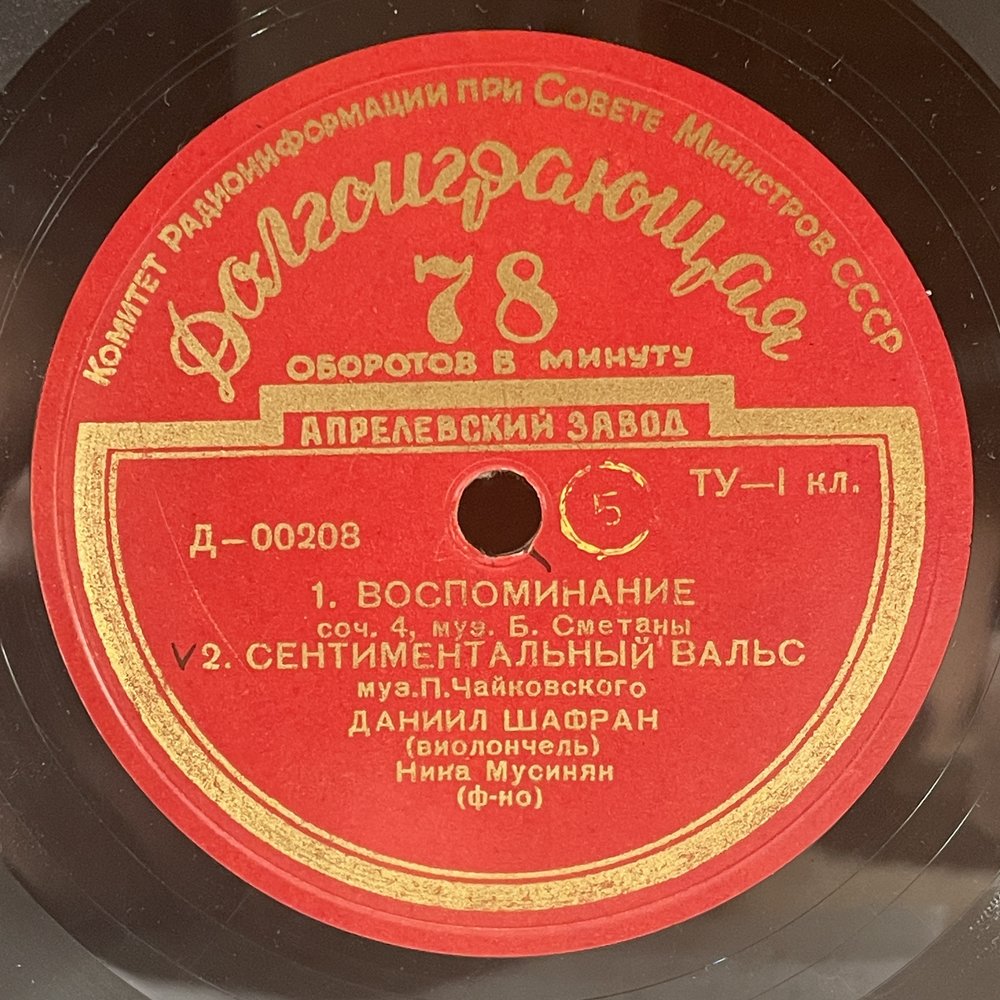 Комитет Радиоинформации при Совете Министров СССР
Долгоиграющая
78
ОБОРОТОВ В МИНУТУ
АПРЕЛЕВСКИЙ ЗАВОД
5
ТУ—I кл.
Д-00208
1. ВОСПОМИНАНИЕ
соч. 4, муз. Б. Сметаны
V 2. СЕНТИМЕНТАЛЬНЫЙ ВАЛЬС
муз.П.Чайковского
ДАНИИЛ ШАФРАН
(виолончель)
Ника Мусинян
(ф-но)